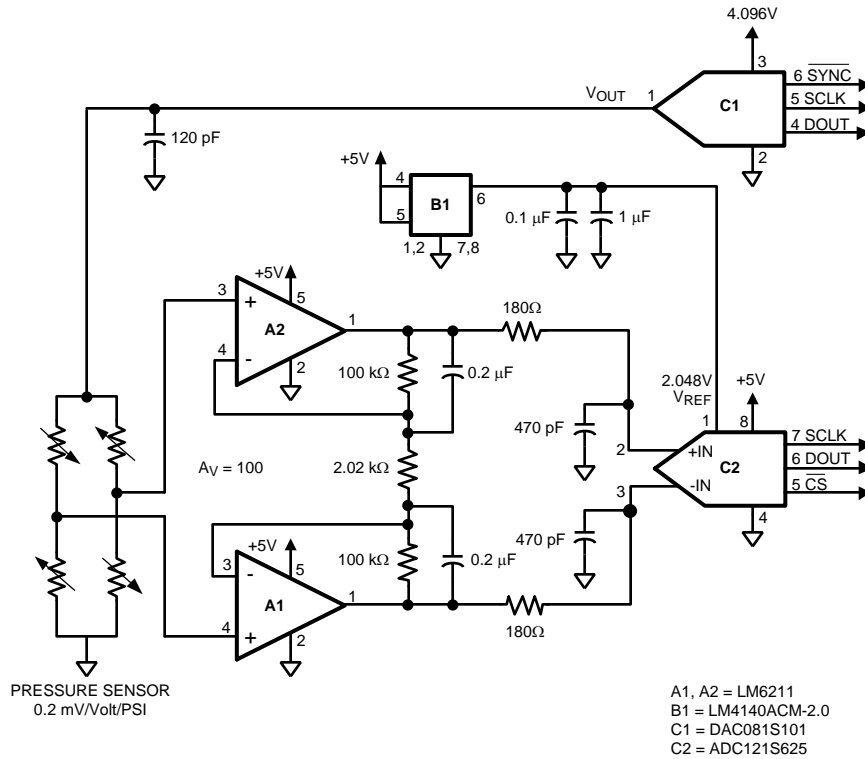 4.096V
3
6 SYNC
VOUT
1
C1
5 SCLK
4 DOUT
2
120 pF
+5V
4
5
B1
6
1,2
7,8
0.1 µF
1 µF
+5V
5
3
+
A2
1
4
-
2
180Ω
100 kΩ
0.2 µF
2.048V
VREF
+5V
1
8
470 pF
2
+IN
7 SCLK
6 DOUT
5 CS
C2
3
-IN
4
AV = 100
2.02 kΩ
470 pF
+5V
5
3
-
A1
1
4
+
2
100 kΩ
0.2 µF
180Ω
PRESSURE SENSOR
0.2 mV/Volt/PSI
A1, A2 = LM6211
B1 = LM4140ACM-2.0
C1 = DAC081S101
C2 = ADC121S625